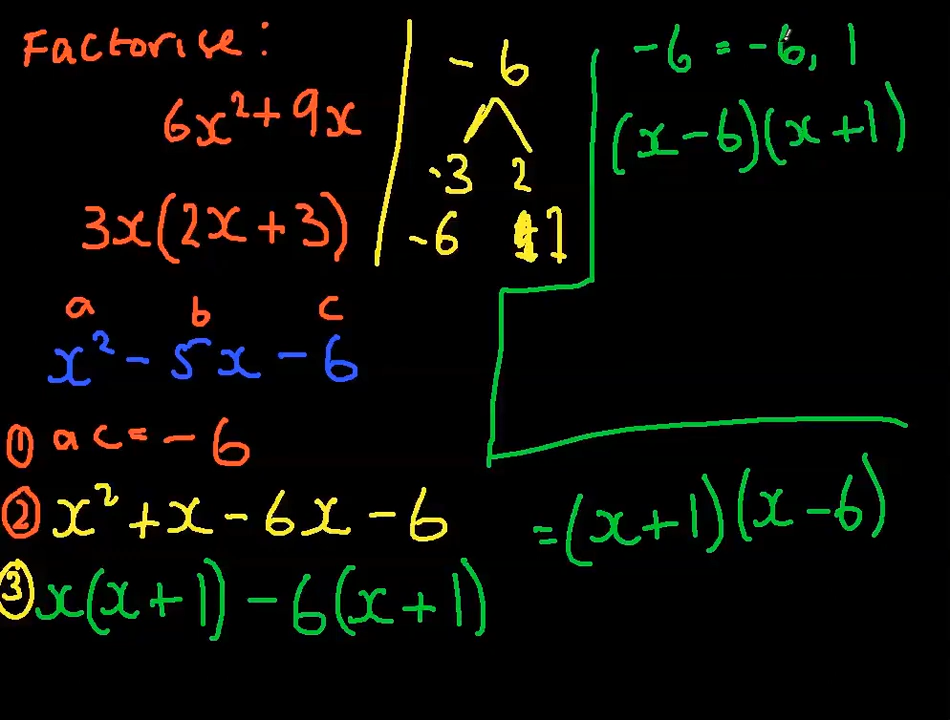 Factorise:
6x² + 9x
3x(2x + 3)
a b c
x² - 5x - 6
① ac = -6
② x² + x - 6x - 6
③ x(x + 1) - 6(x + 1)
-6
-3 2
-6 1
-6 = -6, 1
(x - 6)(x + 1)
= (x + 1)(x - 6)